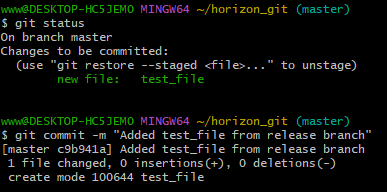 www@DESKTOP-HC5JEMO MINGW64 ~/horizon_git (master)
$ git status
On branch master
Changes to be committed:
  (use "git restore --staged <file>..." to unstage)
        new file:   test_file

www@DESKTOP-HC5JEMO MINGW64 ~/horizon_git (master)
$ git commit -m "Added test_file from release branch"
[master c9b941a] Added test_file from release branch
 1 file changed, 0 insertions(+), 0 deletions(-)
 create mode 100644 test_file